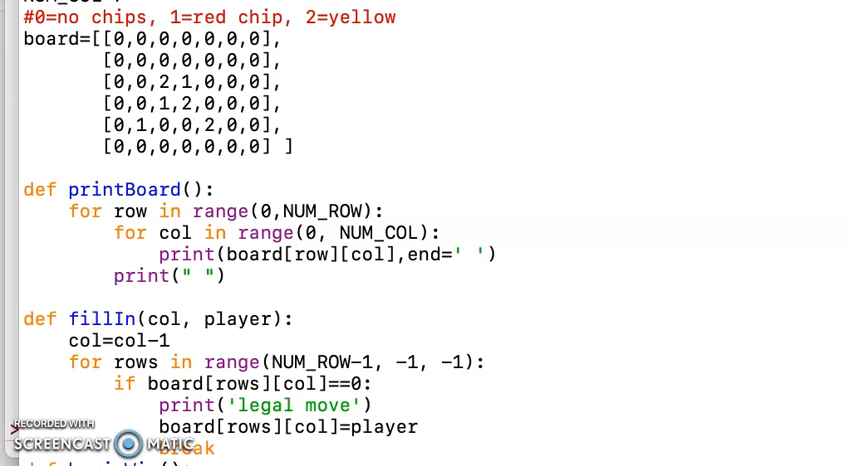 #0=no chips, 1=red chip, 2=yellow
board=[[0,0,0,0,0,0,0],
[0,0,0,0,0,0,0],
[0,0,2,1,0,0,0],
[0,0,1,2,0,0,0],
[0,1,0,0,2,0,0],
[0,0,0,0,0,0,0] ]
def printBoard():
for row in range(0,NUM_ROW):
for col in range(0, NUM_COL):
print(board[row][col],end=' ')
print(" ")
def fillIn(col, player):
col=col-1
for rows in range(NUM_ROW-1, -1, -1):
if board[rows][col]==0:
print('legal move')
board[rows][col]=player
break
RECORDED WITH
SCREENCAST MATIC